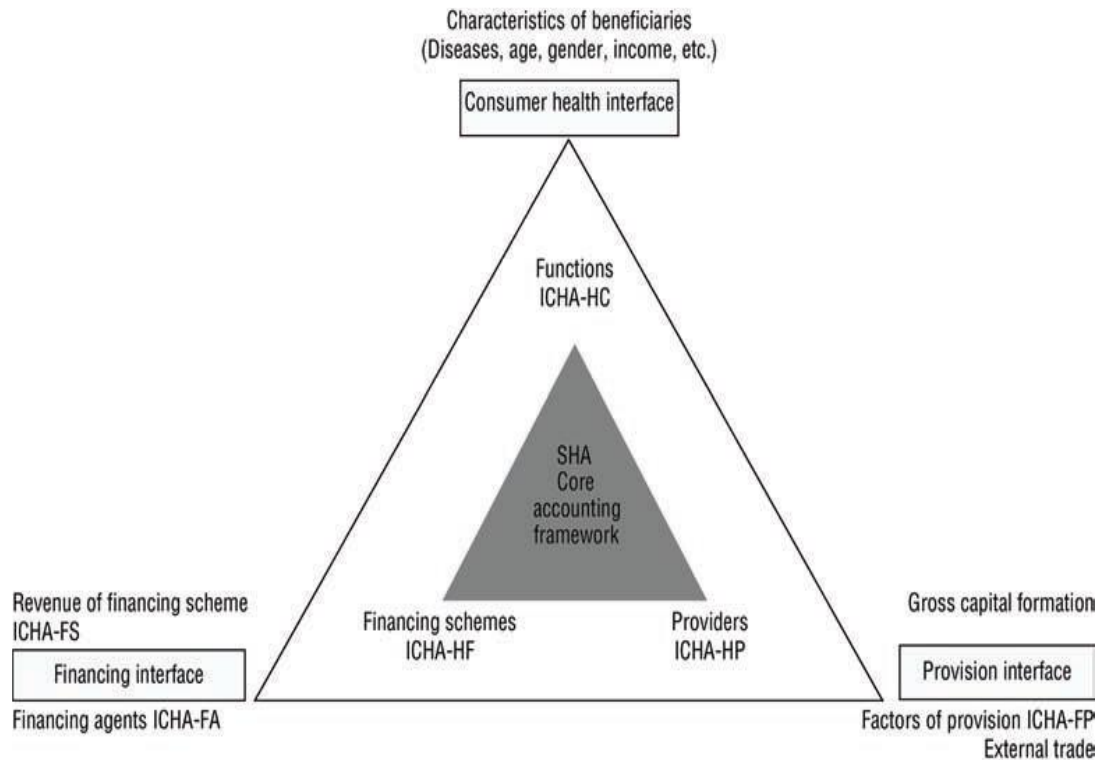 Characteristics of beneficiaries
(Diseases, age, gender, income, etc.)
Consumer health interface
Functions
ICHA-HC
SHA
Core
accounting
framework
Revenue of financing scheme
ICHA-FS
Financing interface
Financing agents ICHA-FA
Financing schemes
ICHA-HF
Providers
ICHA-HP
Gross capital formation
Provision interface
Factors of provision ICHA-FP
External trade